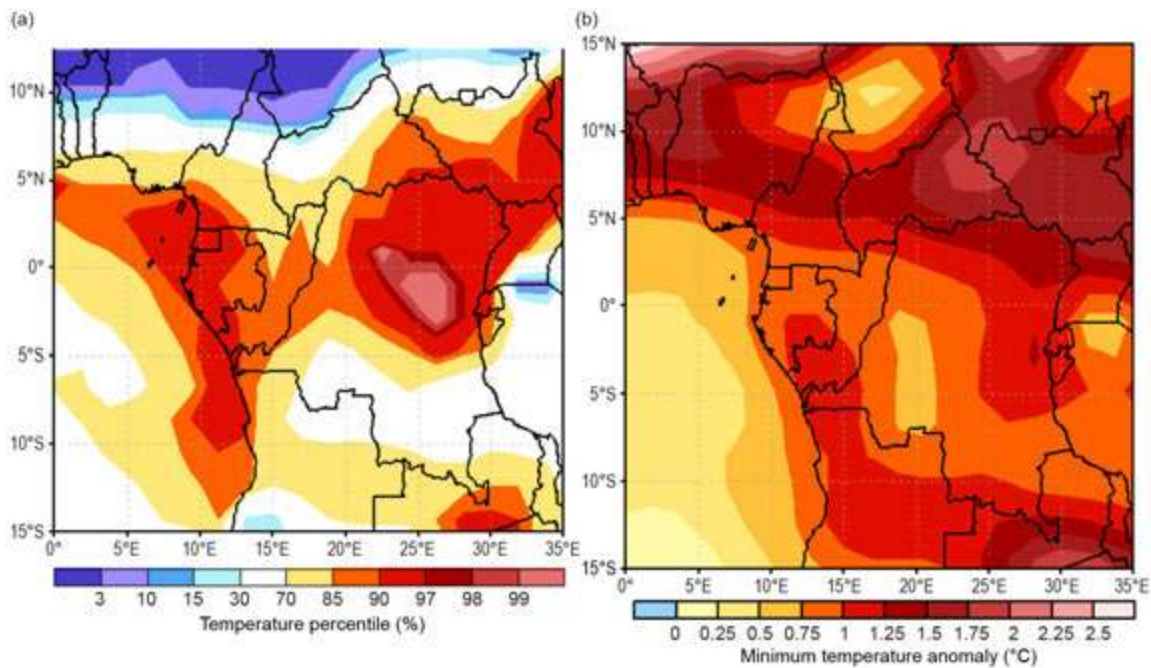 (a)
10°N
5°N
0°
5°S
10°S
15°S
0° 5°E 10°E 15°E 20°E 25°E 30°E 35°E
3 10 15 30 70 85 90 97 98 99
Temperature percentile (%)
(b)
15°N
10°N
5°N
0°
5°S
10°S
15°S
0° 5°E 10°E 15°E 20°E 25°E 30°E 35°E
0 0.25 0.5 0.75 1 1.25 1.5 1.75 2 2.25 2.5
Minimum temperature anomaly (°C)